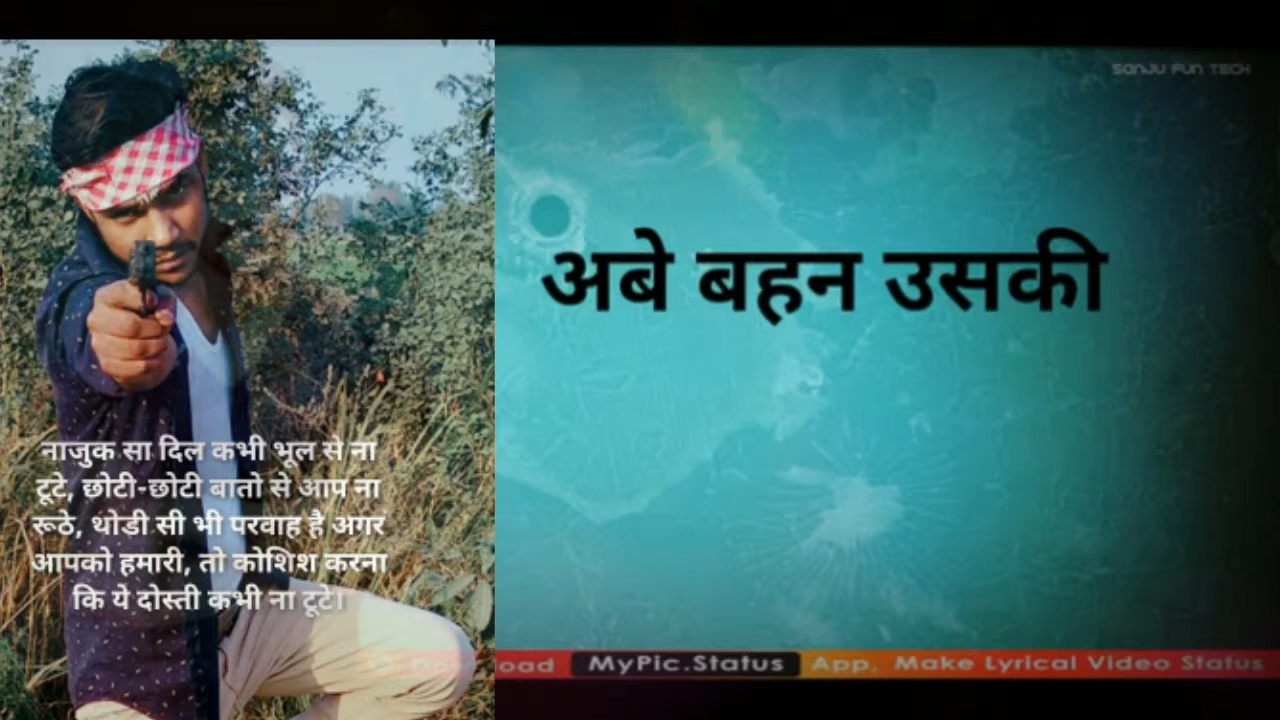 SANJU FUN TECH
अबे बहन उसकी
नाजुक सा दिल कभी भूल से ना
टूटे, छोटी-छोटी बातो से आप ना
रूठे, थोडी सी भी परवाह है अगर
आपको हमारी, तो कोशिश करना
कि ये दोस्ती कभी ना टूटे।
Download MyPic.Status App, Make Lyrical Video Status